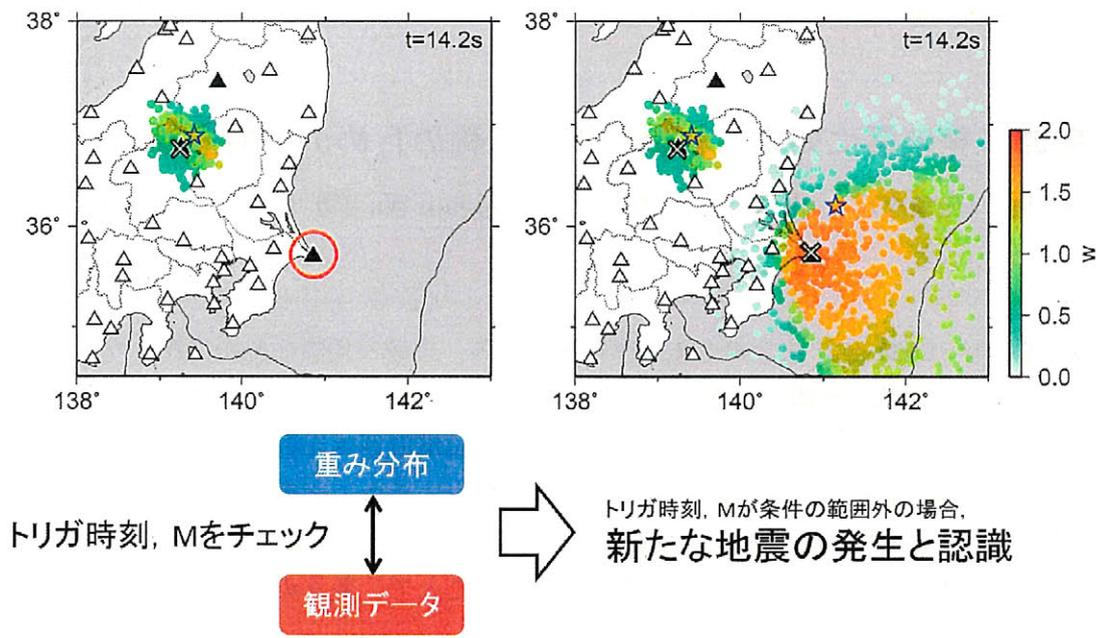 38°
t=14.2s
36°
138°
140°
142°
38°
t=14.2s
36°
138°
140°
142°
2.0
1.5
1.0
0.5
0.0
w
重み分布
トリガ時刻, Mをチェック
観測データ
トリガ時刻, Mが条件の範囲外の場合,
新たな地震の発生と認識